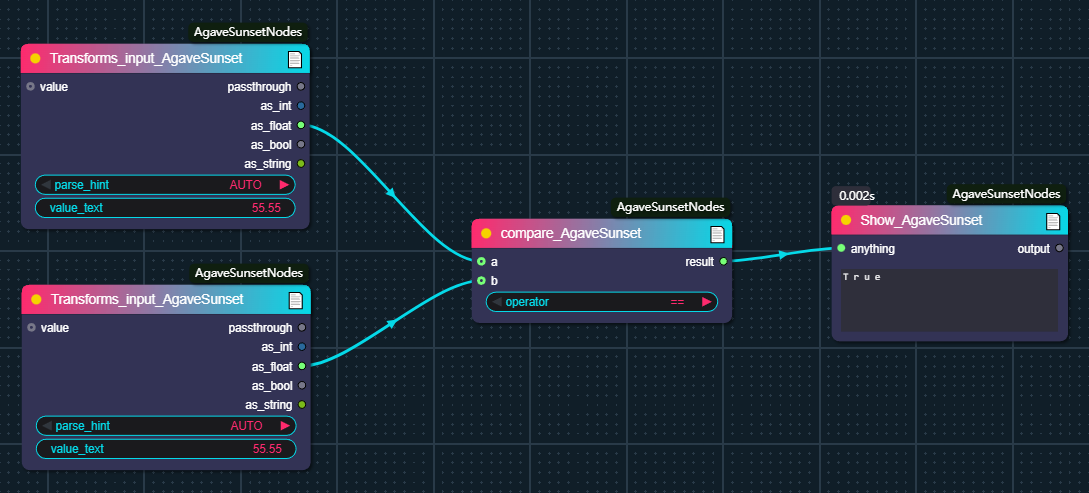 AgaveSunsetNodes
Transforms_input_AgaveSunset
value
passthrough
as_int
as_float
as_bool
as_string
parse_hint AUTO
value_text 55.55
AgaveSunsetNodes
Transforms_input_AgaveSunset
value
passthrough
as_int
as_float
as_bool
as_string
parse_hint AUTO
value_text 55.55
AgaveSunsetNodes
compare_AgaveSunset
a
result
b
operator ==
0.002s
AgaveSunsetNodes
Show_AgaveSunset
anything
output
True